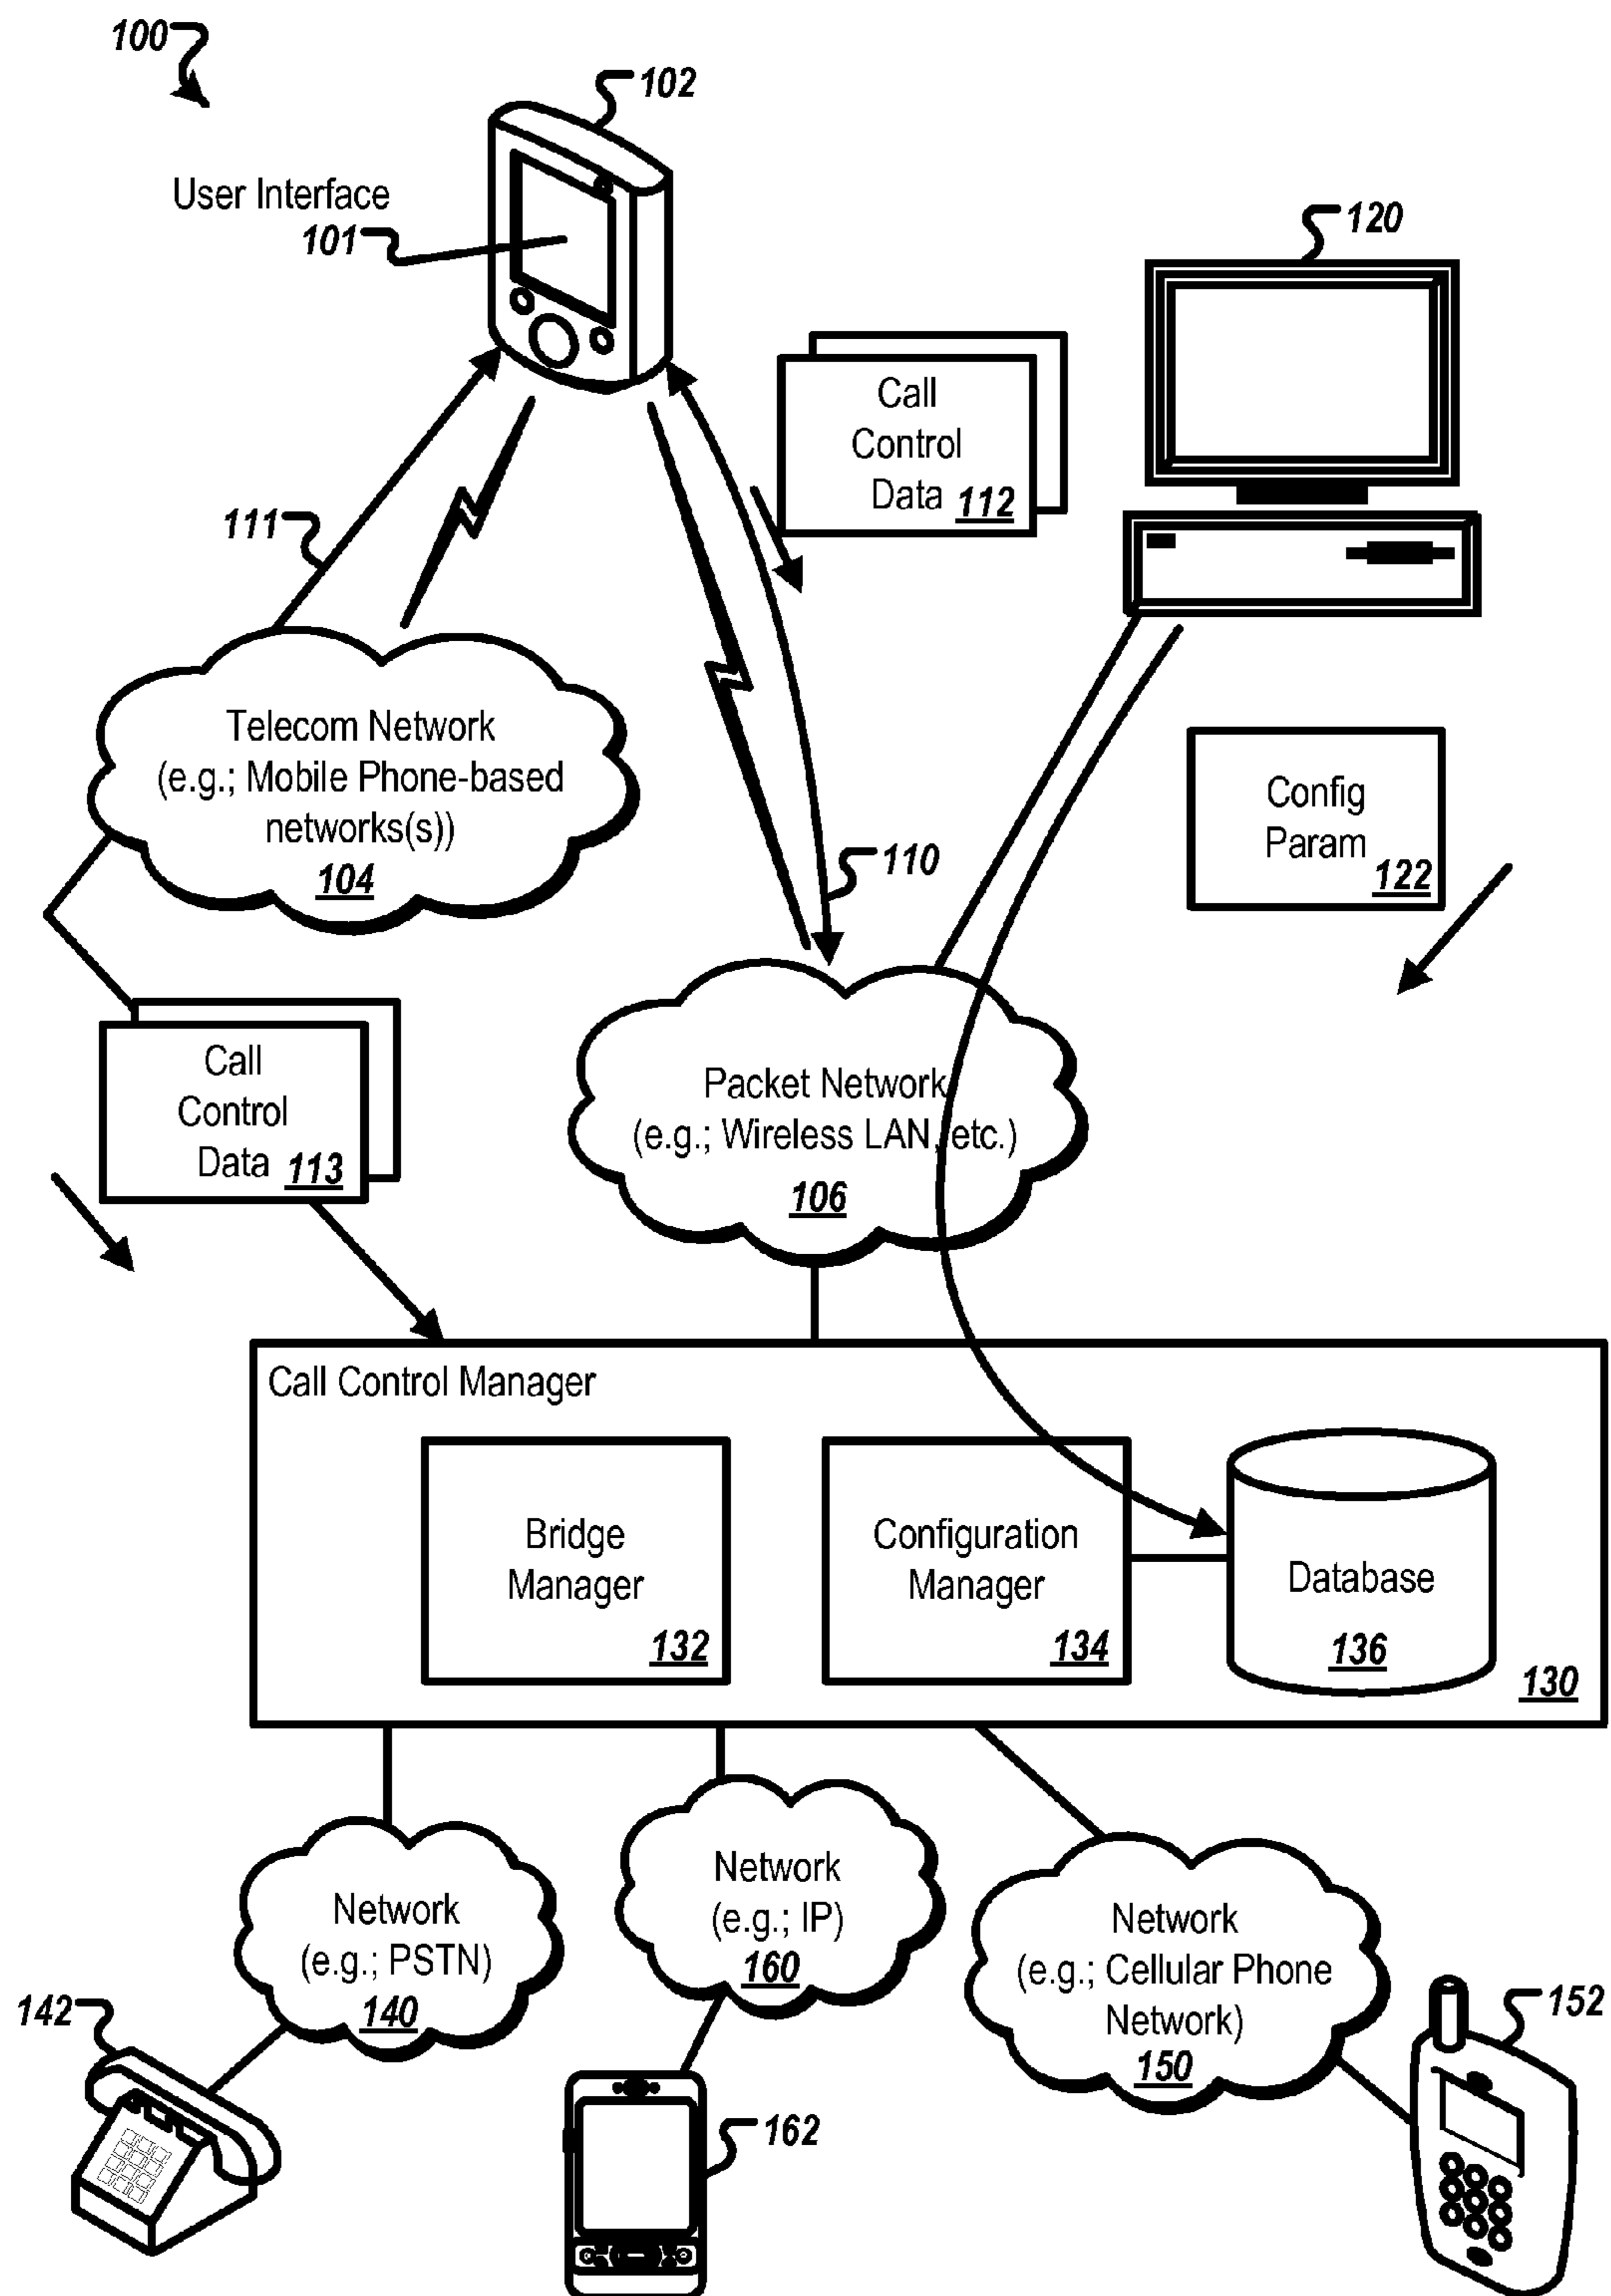 100
102
User Interface
101
120
Call
Control
Data 112
111
Telecom Network
(e.g.; Mobile Phone-based
networks(s))
104
Config
Param
122
110
Call
Control
Data 113
Packet Network
(e.g.; Wireless LAN, etc.)
106
Call Control Manager
Bridge
Manager
132
Configuration
Manager
134
Database
136
130
Network
(e.g.; PSTN)
140
Network
(e.g.; IP)
160
Network
(e.g.; Cellular Phone
Network)
150
142
162
152